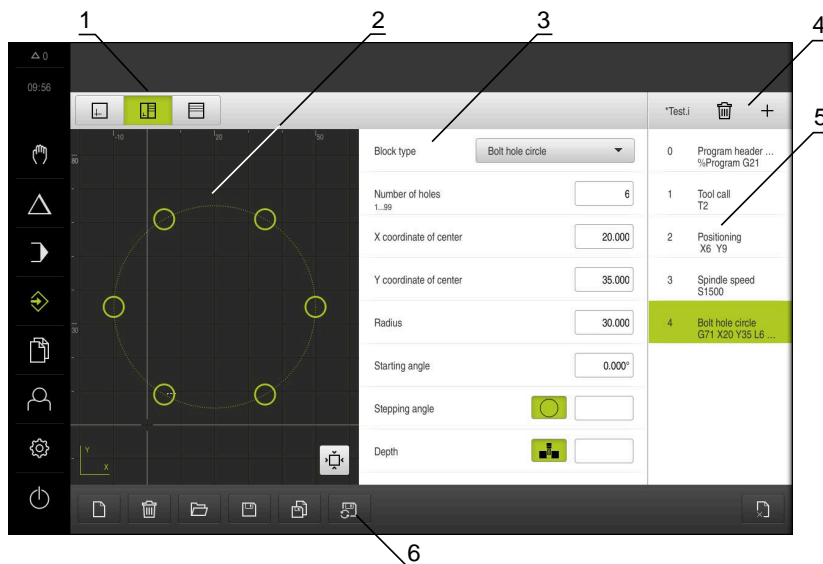 1
2
3
4
5
6
0
09:56
*Test.i
-10
20
50
80
30
Y
X
Block type
Bolt hole circle
Number of holes
1...99
6
X coordinate of center
20.000
Y coordinate of center
35.000
Radius
30.000
Starting angle
0.000°
Stepping angle
Depth
0 Program header ...
%Program G21
1 Tool call
T2
2 Positioning
X6 Y9
3 Spindle speed
S1500
4 Bolt hole circle
G71 X20 Y35 L6 ...